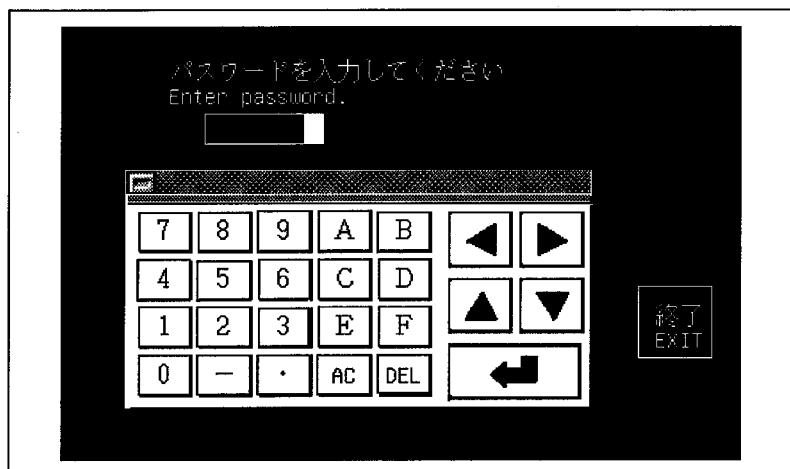 パスワードを入力してください
Enter password.
7 8 9 A B
4 5 6 C D
1 2 3 E F
0 − ・ AC DEL
終了
EXIT